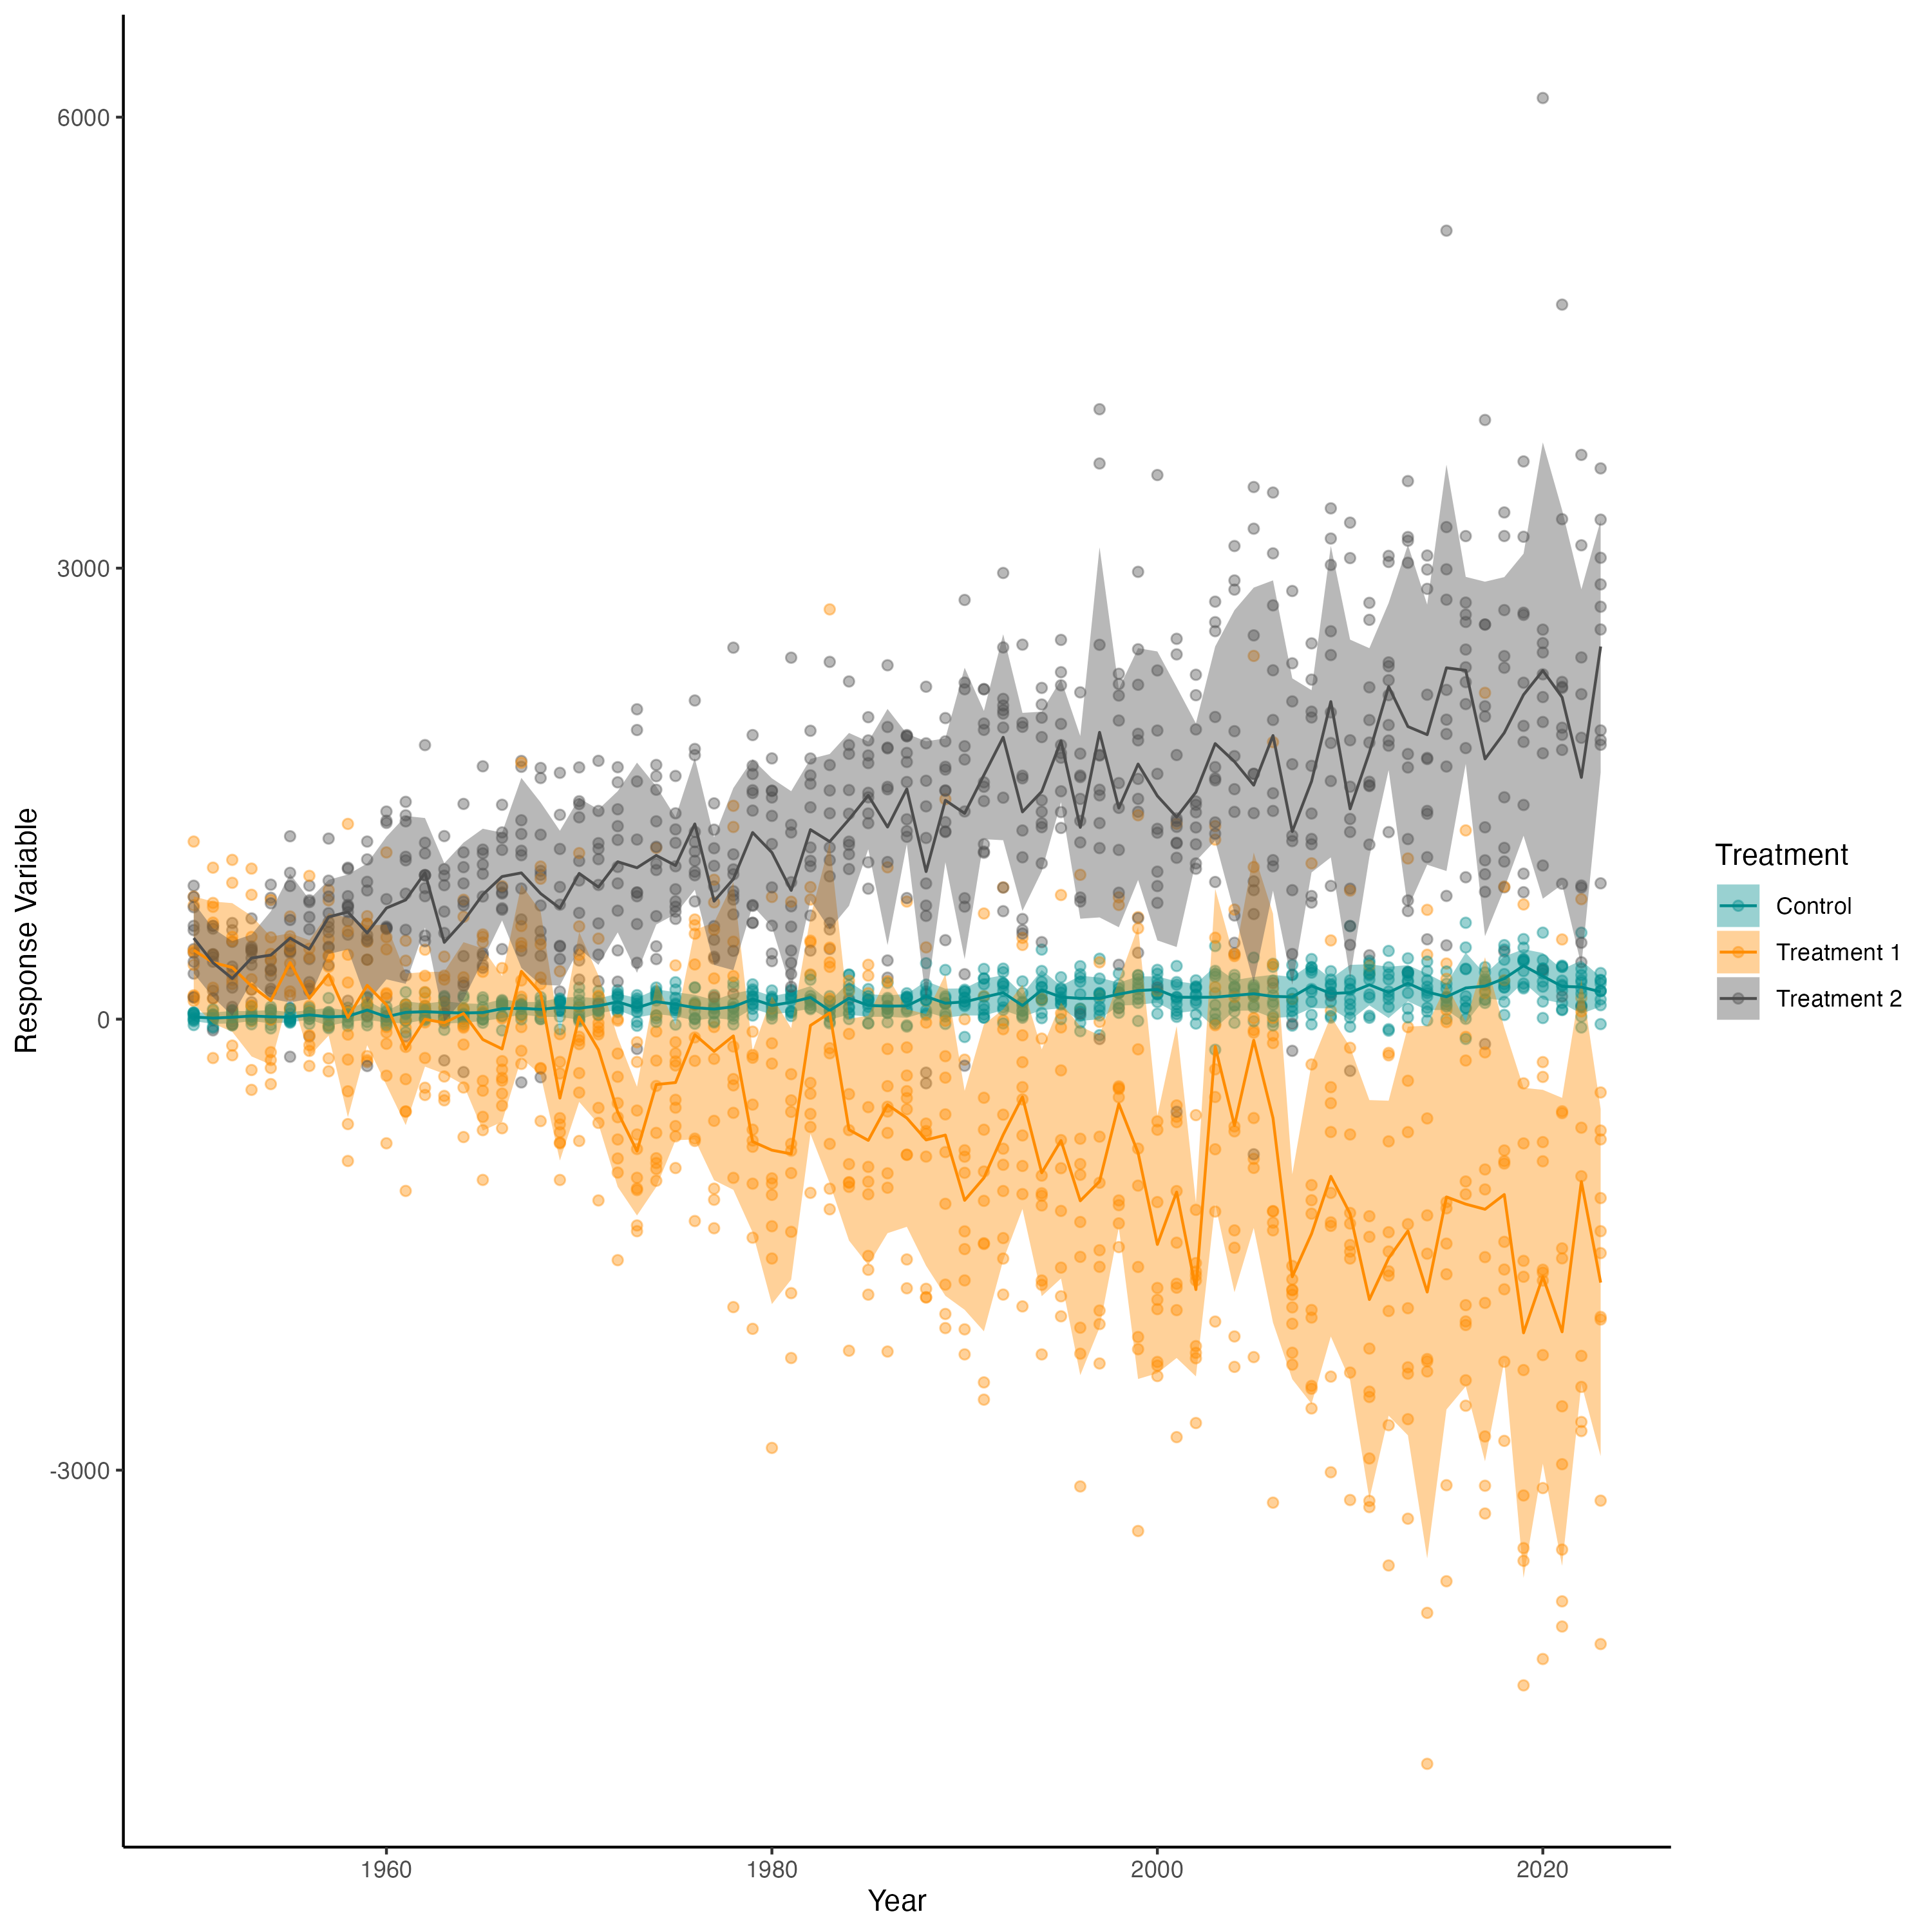 Response Variable
6000
3000
0
-3000
1960
1980
2000
2020
Year
Treatment
Control
Treatment 1
Treatment 2